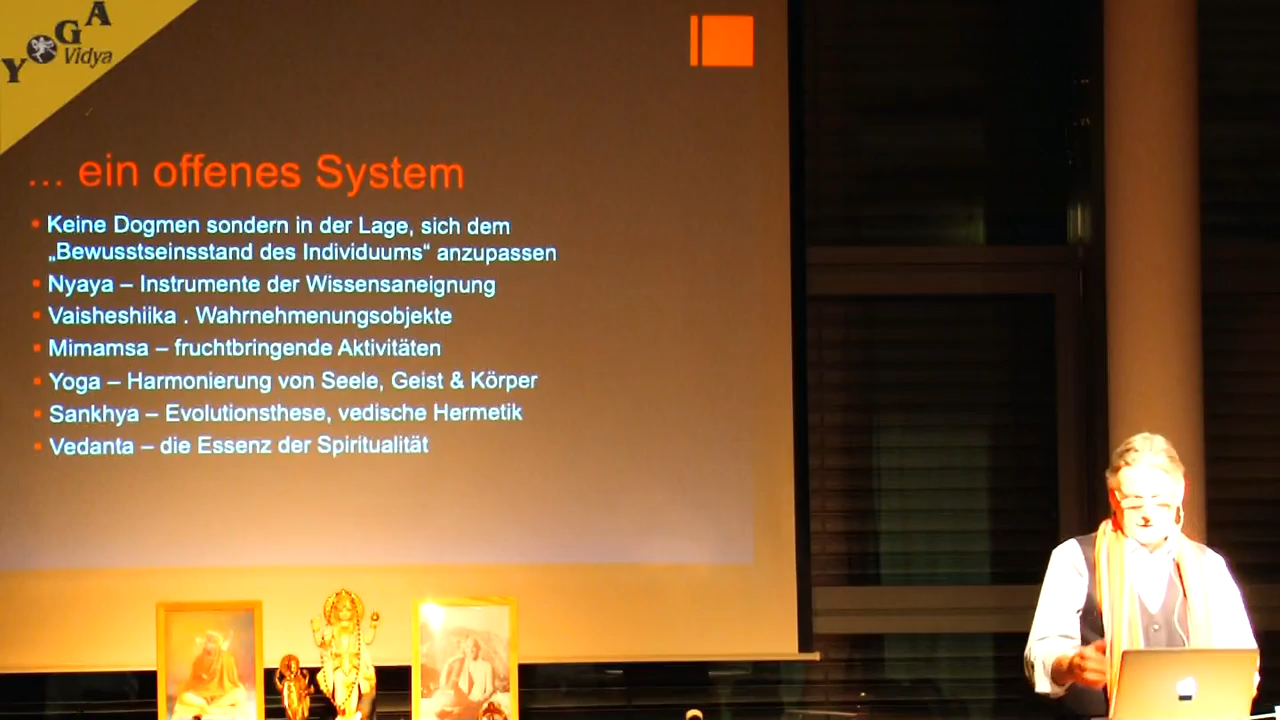 YOGA
Vidya
... ein offenes System
Keine Dogmen sondern in der Lage, sich dem
„Bewusstseinsstand des Individuums“ anzupassen
Nyaya – Instrumente der Wissensaneignung
Vaisheshiika . Wahrnehmenungsobjekte
Mimamsa – fruchtbringende Aktivitäten
Yoga – Harmonierung von Seele, Geist & Körper
Sankhya – Evolutionsthese, vedische Hermetik
Vedanta – die Essenz der Spiritualität